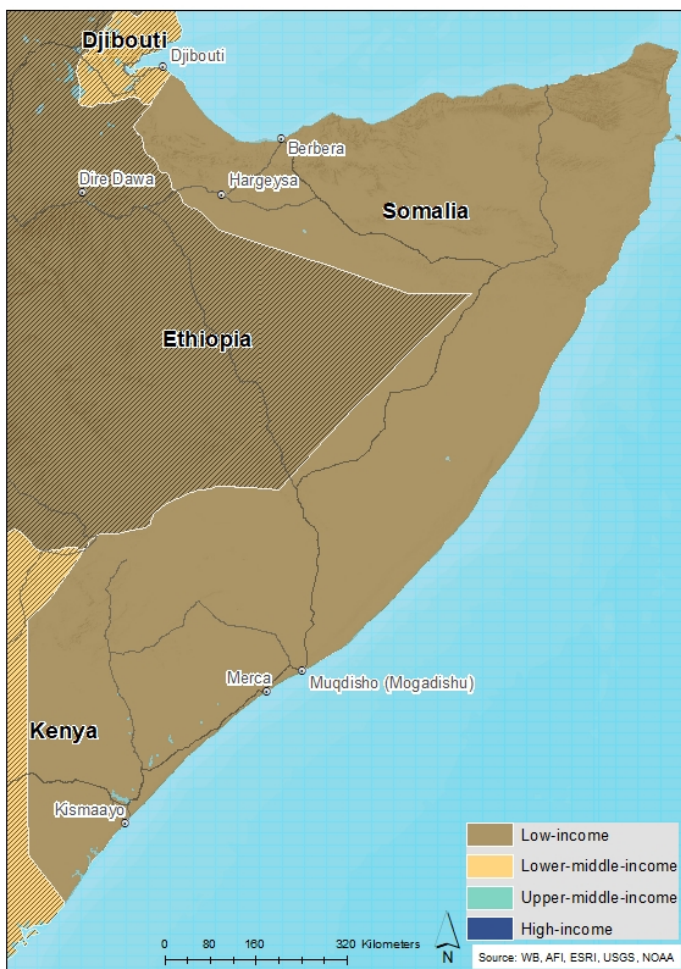 Djibouti
Djibouti
Berbera
Dire Dawa
Hargeysa
Somalia
Ethiopia
Merca
Muqdisho (Mogadishu)
Kenya
Kismaayo
Low-income
Lower-middle-income
Upper-middle-income
High-income
0 80 160 320 Kilometers
N
Source: WB, AFI, ESRI, USGS, NOAA